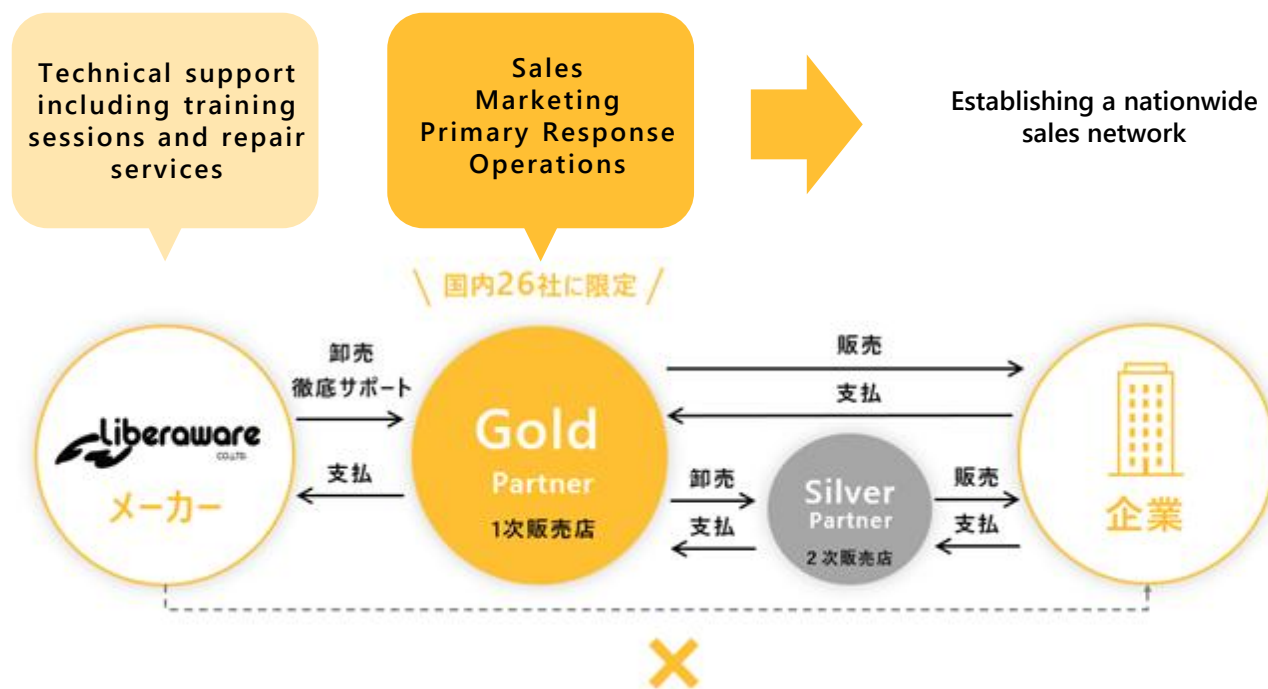 Technical support
including training
sessions and repair
services
Sales
Marketing
Primary Response
Operations
Establishing a nationwide
sales network
国内26社に限定
卸売
徹底サポート
支払
Liberaware
CO.,LTD.
メーカー
Gold
Partner
1次販売店
販売
支払
卸売
支払
Silver
Partner
2次販売店
販売
支払
企業